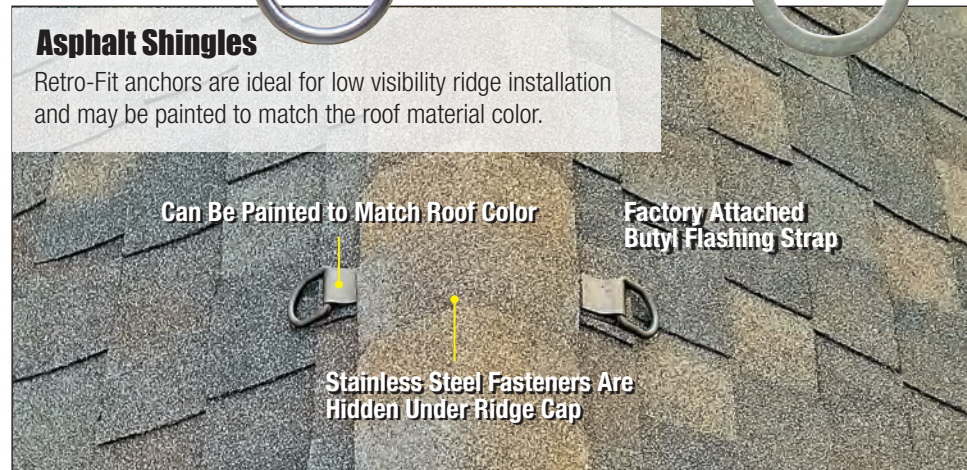 Asphalt Shingles
Retro-Fit anchors are ideal for low visibility ridge installation
and may be painted to match the roof material color.
Can Be Painted to Match Roof Color
Factory Attached
Butyl Flashing Strap
Stainless Steel Fasteners Are
Hidden Under Ridge Cap